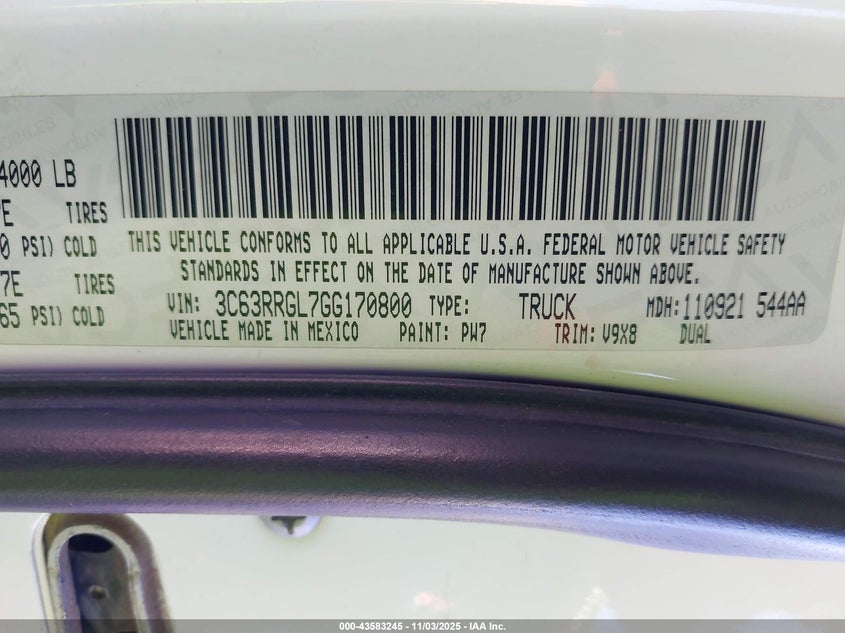 4000 LB
TIRES
PSI) COLD
7E TIRES
65 PSI) COLD
THIS VEHICLE CONFORMS TO ALL APPLICABLE U.S.A. FEDERAL MOTOR VEHICLE SAFETY
STANDARDS IN EFFECT ON THE DATE OF MANUFACTURE SHOWN ABOVE.
VIN: 3C63RRGL7GG170800 TYPE: TRUCK MDH: 110921 544AA
VEHICLE MADE IN MEXICO PAINT: PW7 TRIM: V9X8 DUAL
000-43583245 - 11/03/2025 - IAA Inc.